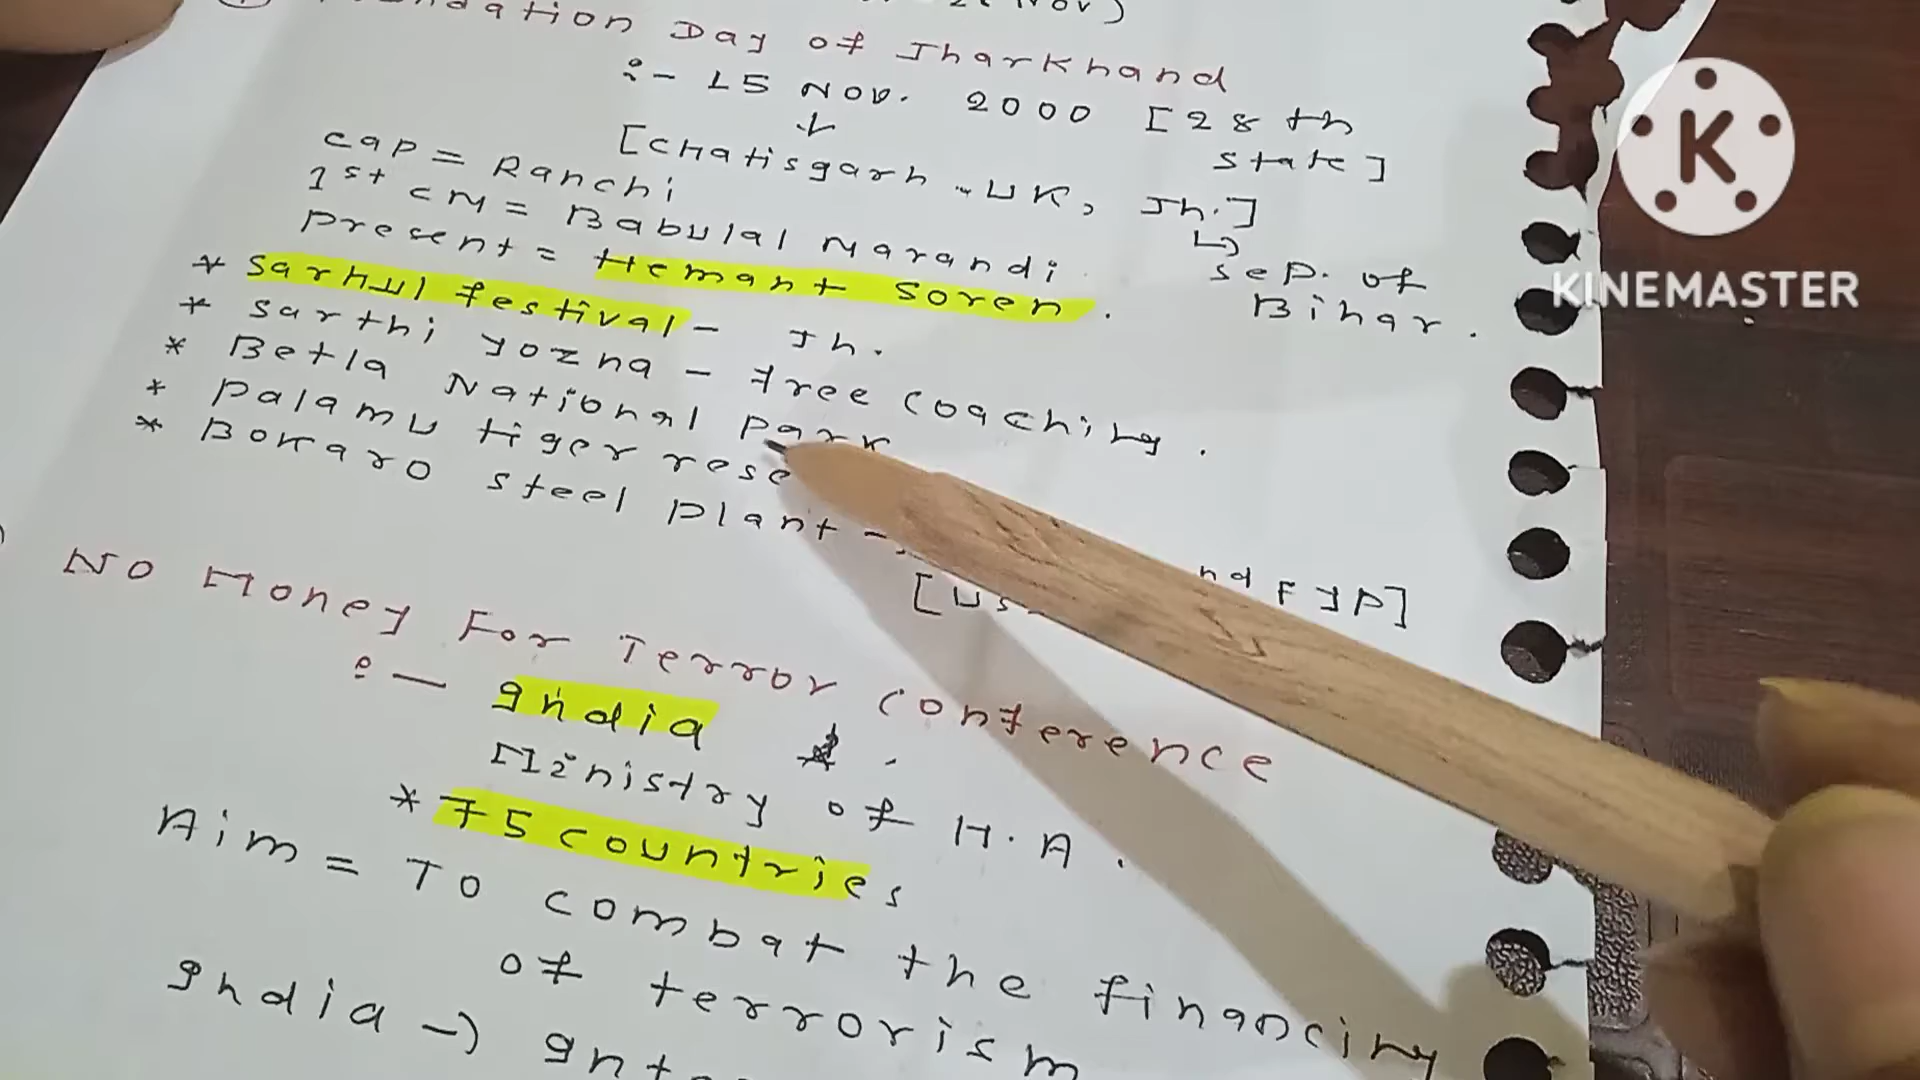 Foundation Day of Jharkhand
:- 15 Nov. 2000 [28th
state]
[Chatisgarh, UK, Jh.]
sep. of
Bihar.
cap = Ranchi
1st CM = Babulal Marandi
Present = Hemant Soren.
* Sarhul festival - Jh.
* Sarthi yozna - free coaching.
* Betla National Park
* Palamu tiger rese
* Bokaro steel plant -
nd FYP]
No Money For Terror Conference
:- India
Ministry of H.A.
* 75 countries
Aim = To combat the financing
of terrorism
India →
KINEMASTER